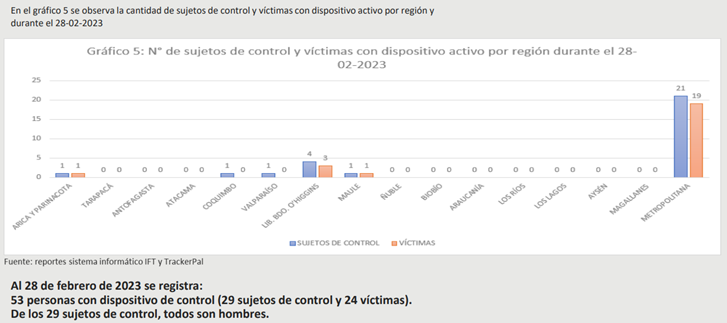 En el gráfico 5 se observa la cantidad de sujetos de control y víctimas con dispositivo activo por región y
durante el 28-02-2023
Gráfico 5: N° de sujetos de control y víctimas con dispositivo activo por región durante el 28-
02-2023
25
20
15
10
5
0
1 1 0 0 0 0 0 0 1 0 1 0 4 3 1 1 0 0 0 0 0 0 0 0 0 0 0 0 0 0 21 19
ARICA Y PARINACOTA
TARAPACÁ
ANTOFAGASTA
ATACAMA
COQUIMBO
VALPARAÍSO
LIB. BDO. O'HIGGINS
MAULE
ÑUBLE
BIOBÍO
ARAUCANÍA
LOS RÍOS
LOS LAGOS
AYSÉN
MAGALLANES
METROPOLITANA
SUJETOS DE CONTROL VÍCTIMAS
Fuente: reportes sistema informático IFT y TrackerPal
Al 28 de febrero de 2023 se registra:
53 personas con dispositivo de control (29 sujetos de control y 24 víctimas).
De los 29 sujetos de control, todos son hombres.